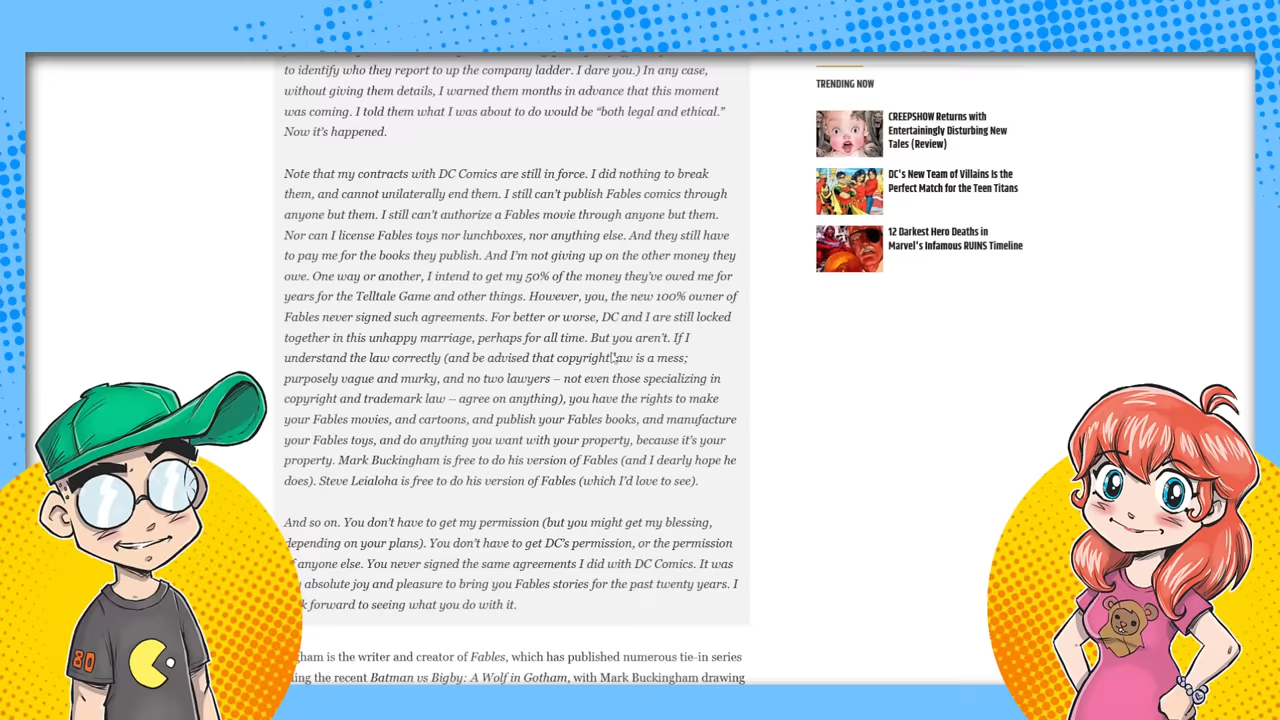 to identify who they report to up the company ladder. I dare you.) In any case,
without giving them details, I warned them months in advance that this moment
was coming. I told them what I was about to do would be “both legal and ethical.”
Now it’s happened.
Note that my contracts with DC Comics are still in force. I did nothing to break
them, and cannot unilaterally end them. I still can’t publish Fables comics through
anyone but them. I still can’t authorize a Fables movie through anyone but them.
Nor can I license Fables toys nor lunchboxes, nor anything else. And they still have
to pay me for the books they publish. And I’m not giving up on the other money they
owe. One way or another, I intend to get my 50% of the money they’ve owed me for
years for the Telltale Game and other things. However, you, the new 100% owner of
Fables never signed such agreements. For better or worse, DC and I are still locked
together in this unhappy marriage, perhaps for all time. But you aren’t. If I
understand the law correctly (and be advised that copyright law is a mess;
purposely vague and murky, and no two lawyers – not even those specializing in
copyright and trademark law – agree on anything), you have the rights to make
your Fables movies, and cartoons, and publish your Fables books, and manufacture
your Fables toys, and do anything you want with your property, because it’s your
property. Mark Buckingham is free to do his version of Fables (and I dearly hope he
does). Steve Leialoha is free to do his version of Fables (which I’d love to see).
And so on. You don’t have to get my permission (but you might get my blessing,
depending on your plans). You don’t have to get DC’s permission, or the permission
anyone else. You never signed the same agreements I did with DC Comics. It was
absolute joy and pleasure to bring you Fables stories for the past twenty years. I
forward to seeing what you do with it.
is the writer and creator of Fables, which has published numerous tie-in series
the recent Batman vs Bigby: A Wolf in Gotham, with Mark Buckingham drawing
TRENDING NOW
CREEPSHOW Returns with
Entertainingly Disturbing New
Tales (Review)
DC's New Team of Villains Is the
Perfect Match for the Teen Titans
12 Darkest Hero Deaths in
Marvel's Infamous RUINS Timeline
80